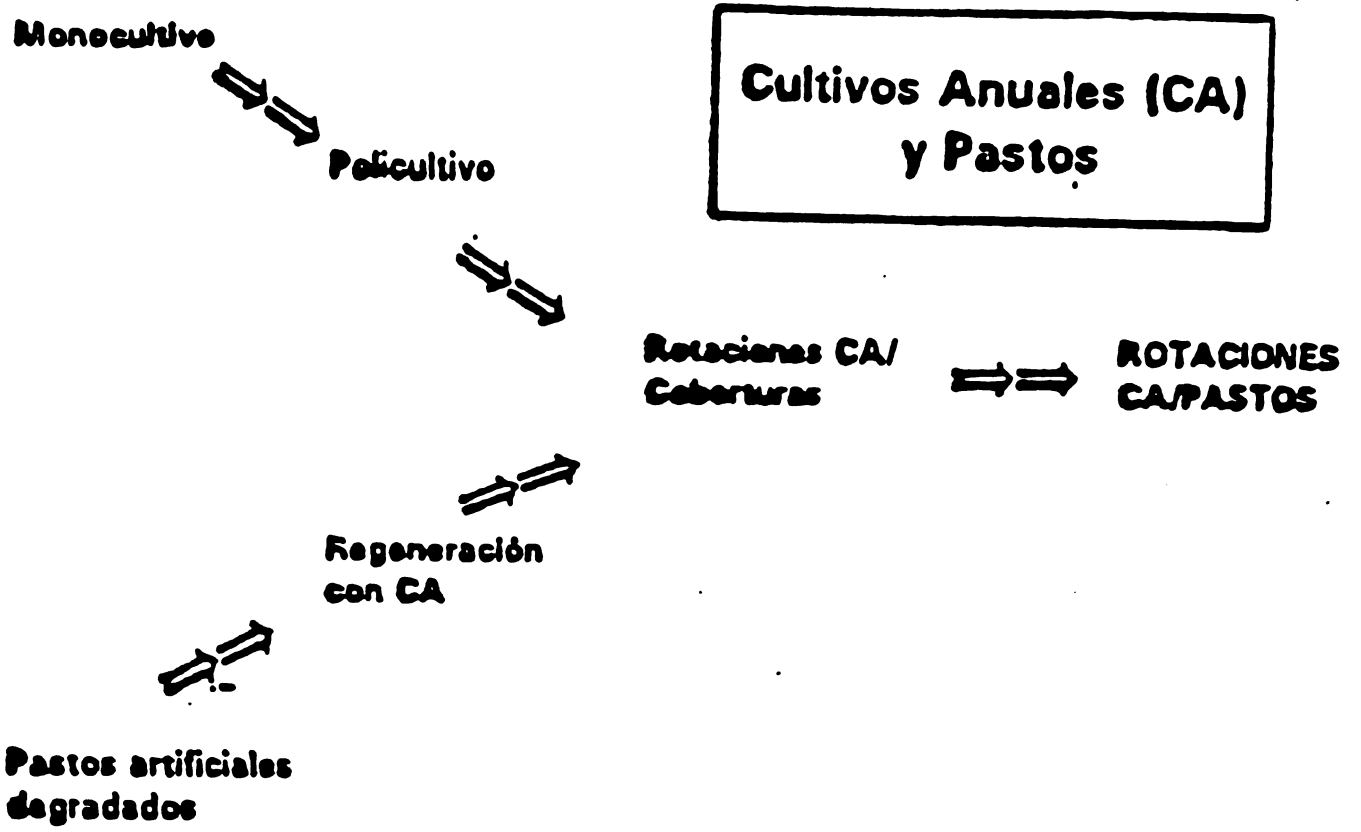 Monocultivo
Cultivos Anuales (CA)
y Pastos
Policultivo
Rotaciones CA/
Coberturas
ROTACIONES
CA/PASTOS
Regeneración
con CA
Pastos artificiales
degradados